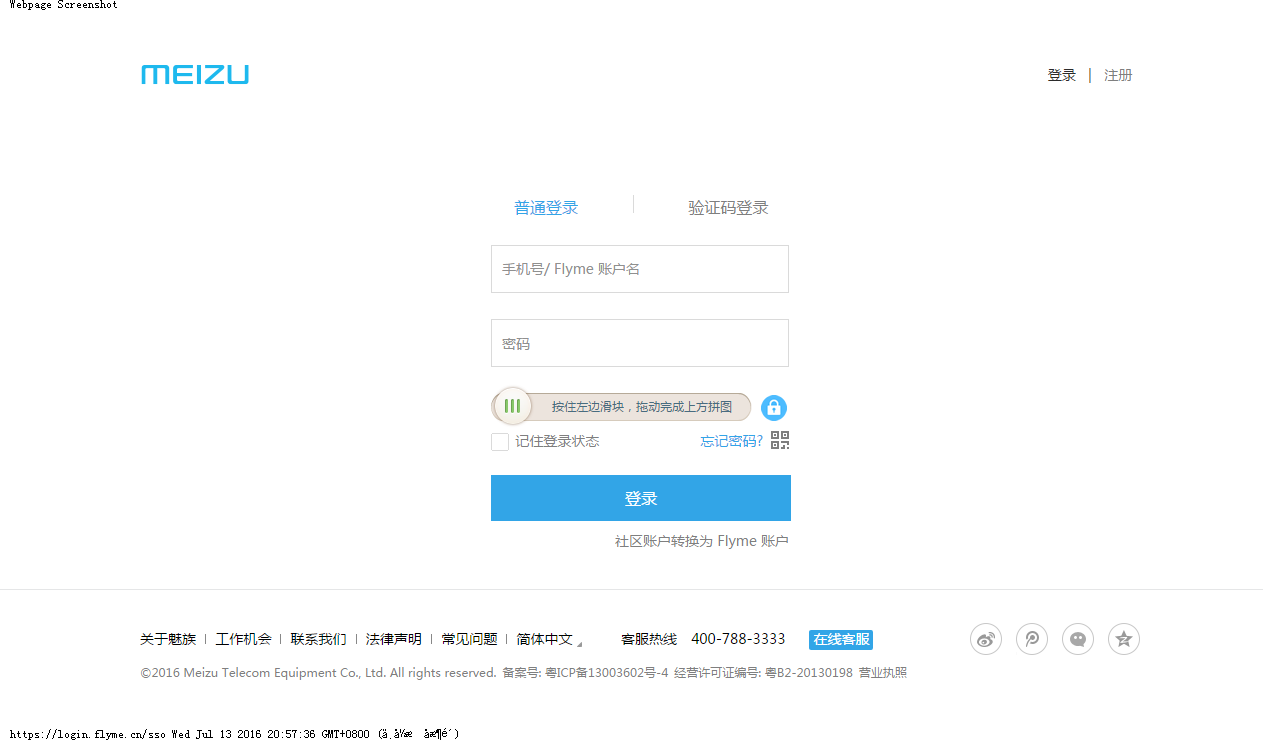 Webpage Screenshot
MEIZU
登录 | 注册
普通登录 验证码登录
手机号/ Flyme 账户名
密码
按住左边滑块，拖动完成上方拼图
记住登录状态 忘记密码?
登录
社区账户转换为 Flyme 账户
关于魅族 | 工作机会 | 联系我们 | 法律声明 | 常见问题 | 简体中文 客服热线 400-788-3333 在线客服
©2016 Meizu Telecom Equipment Co., Ltd. All rights reserved. 备案号: 粤ICP备13003602号-4 经营许可证编号: 粤B2-20130198 营业执照
https://login.flyme.cn/sso Wed Jul 13 2016 20:57:36 GMT+0800